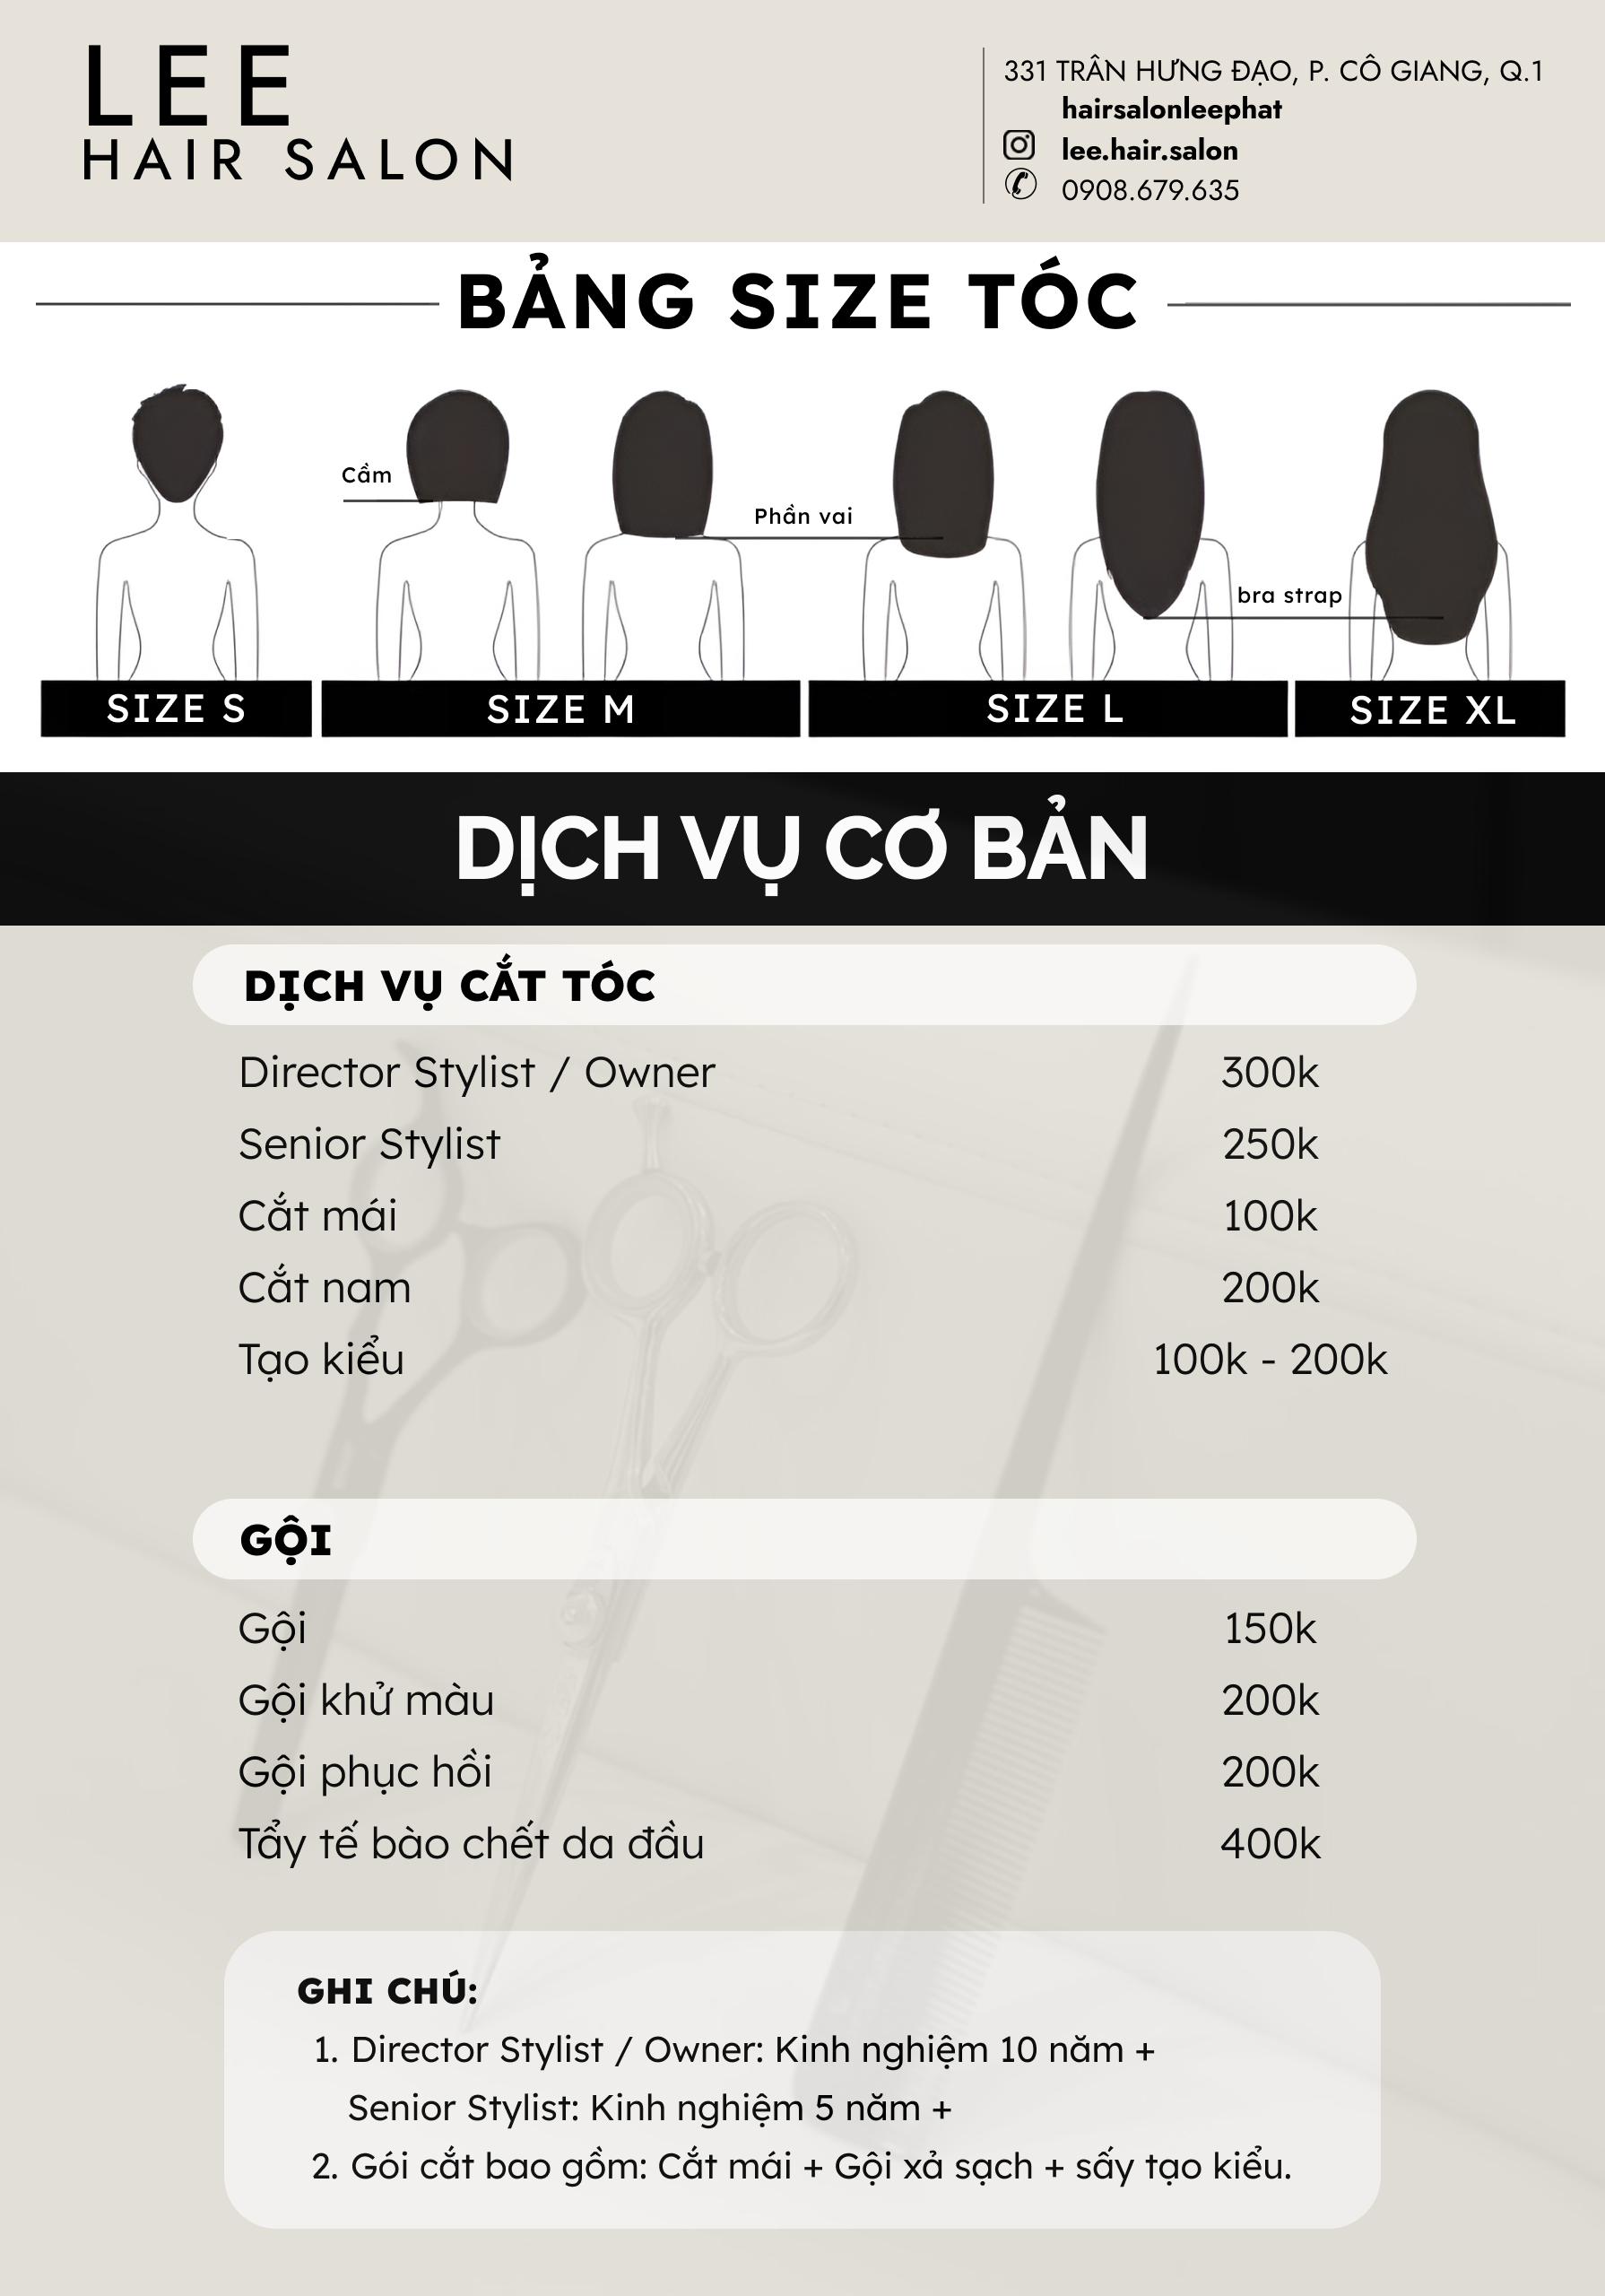 LEE
HAIR SALON
331 TRÂN HƯNG ĐẠO, P. CÔ GIANG, Q.1
hairsalonleephat
lee.hair.salon
0908.679.635
BẢNG SIZE TÓC
Cầm
Phần vai
bra strap
SIZE S SIZE M SIZE L SIZE XL
DỊCH VỤ CƠ BẢN
DỊCH VỤ CẮT TÓC
Director Stylist / Owner 300k
Senior Stylist 250k
Cắt mái 100k
Cắt nam 200k
Tạo kiểu 100k - 200k
GỘI
Gội 150k
Gội khử màu 200k
Gội phục hồi 200k
Tẩy tế bào chết da đầu 400k
GHI CHÚ:
1. Director Stylist / Owner: Kinh nghiệm 10 năm +
Senior Stylist: Kinh nghiệm 5 năm +
2. Gói cắt bao gồm: Cắt mái + Gội xả sạch + sấy tạo kiểu.